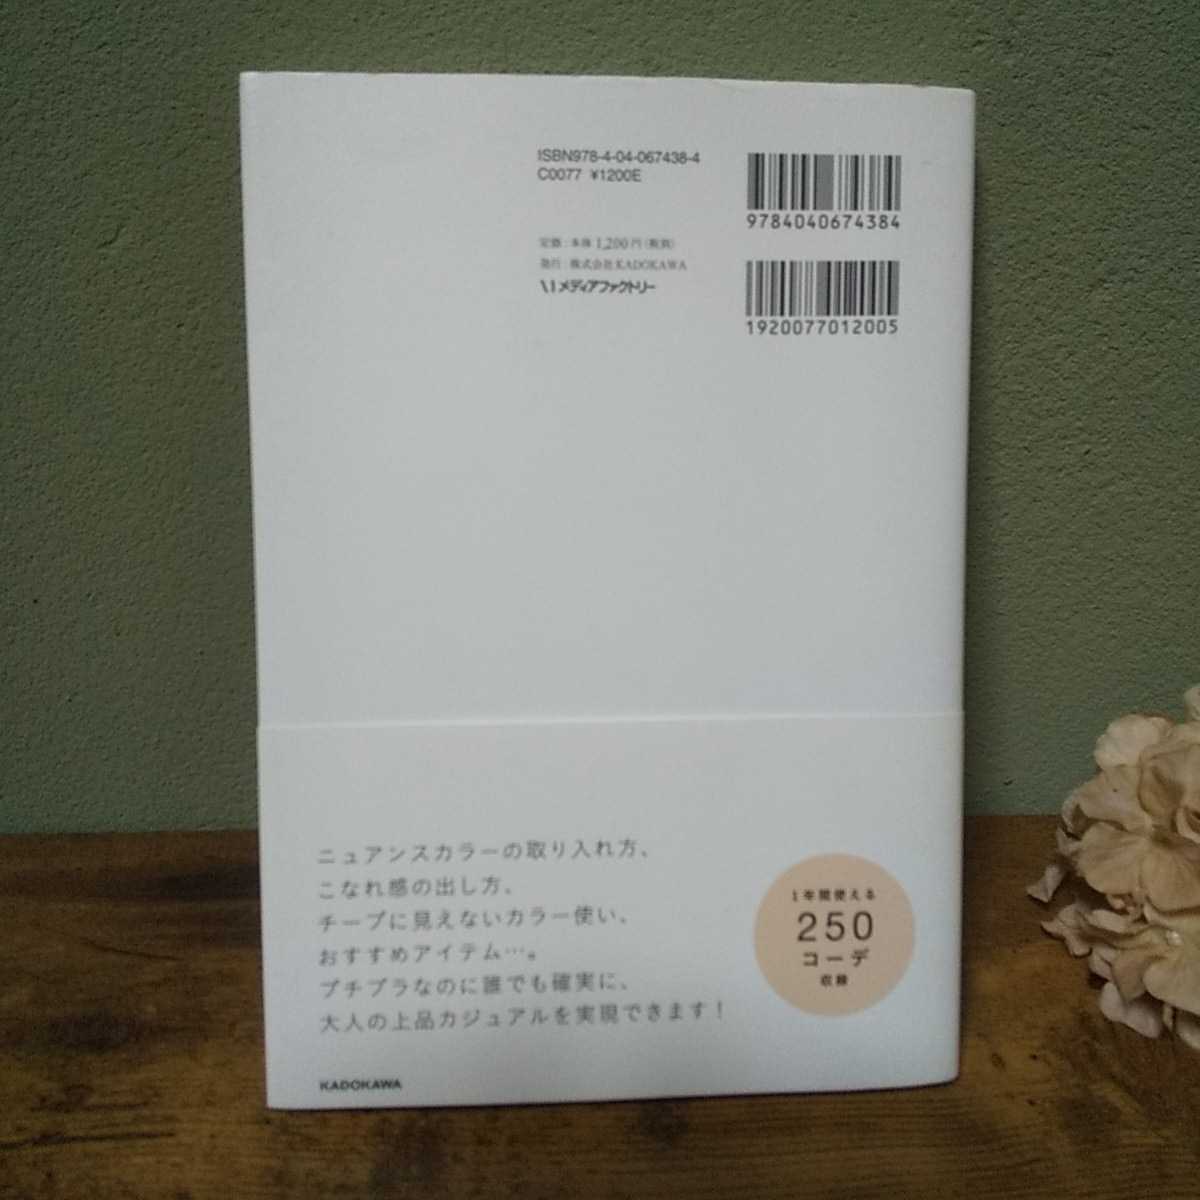 ISBN978-4-04-067438-4
C0077 ¥1200E
定価：本体1,200円（税別）
発行：株式会社KADOKAWA
メディアファクトリー
9784040674384
1920077012005
ニュアンスカラーの取り入れ方、
こなれ感の出し方、
チープに見えないカラー使い、
おすすめアイテム…。
プチプラなのに誰でも確実に、
大人の上品カジュアルを実現できます！
1年間使える
250
コーデ
収録
KADOKAWA